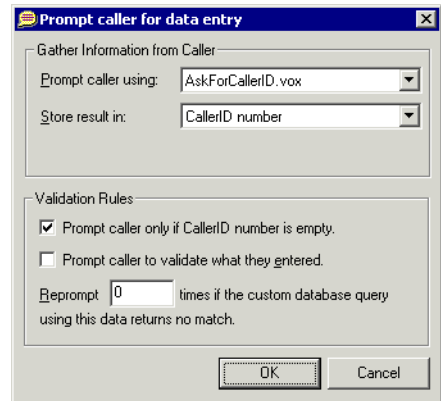 Prompt caller for data entry
Gather Information from Caller
Prompt caller using: AskForCallerID.vox
Store result in: CallerID number
Validation Rules
Prompt caller only if CallerID number is empty.
Prompt caller to validate what they entered.
Reprompt 0 times if the custom database query
using this data returns no match.
OK Cancel